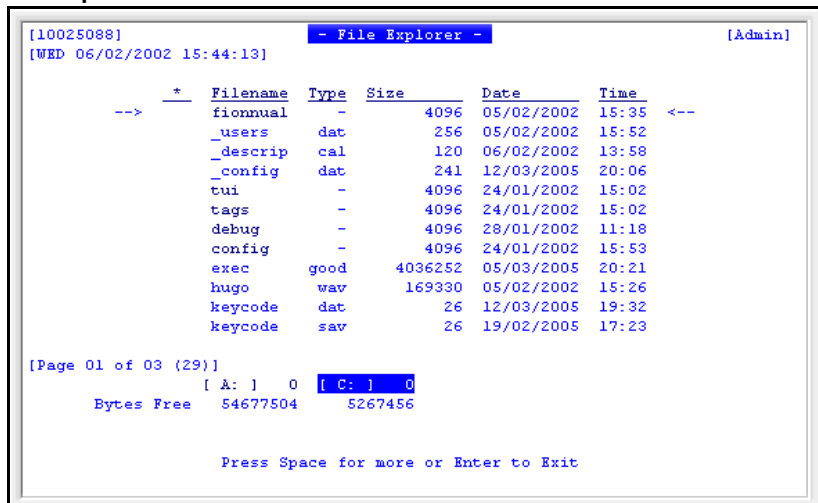 [10025088] - File Explorer - [Admin]
[WED 06/02/2002 15:44:13]
* Filename Type Size Date Time
--> fionnual - 4096 05/02/2002 15:35 <--
_users dat 256 05/02/2002 15:52
_descrip cal 120 06/02/2002 13:58
_config dat 241 12/03/2005 20:06
tui - 4096 24/01/2002 15:02
tags - 4096 24/01/2002 15:02
debug - 4096 28/01/2002 11:18
config - 4096 24/01/2002 15:53
exec good 4036252 05/03/2005 20:21
hugo wav 169330 05/02/2002 15:26
keycode dat 26 12/03/2005 19:32
keycode sav 26 19/02/2005 17:23
[Page 01 of 03 (29)]
[ A: ] 0 [ C: ] 0
Bytes Free 54677504 5267456
Press Space for more or Enter to Exit